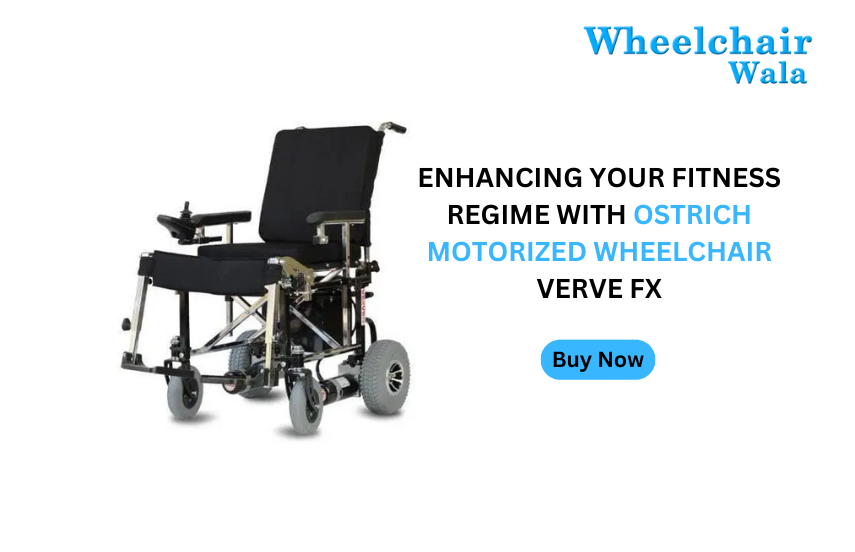 Wheelchair
Wala
ENHANCING YOUR FITNESS
REGIME WITH OSTRICH
MOTORIZED WHEELCHAIR
VERVE FX
Buy Now